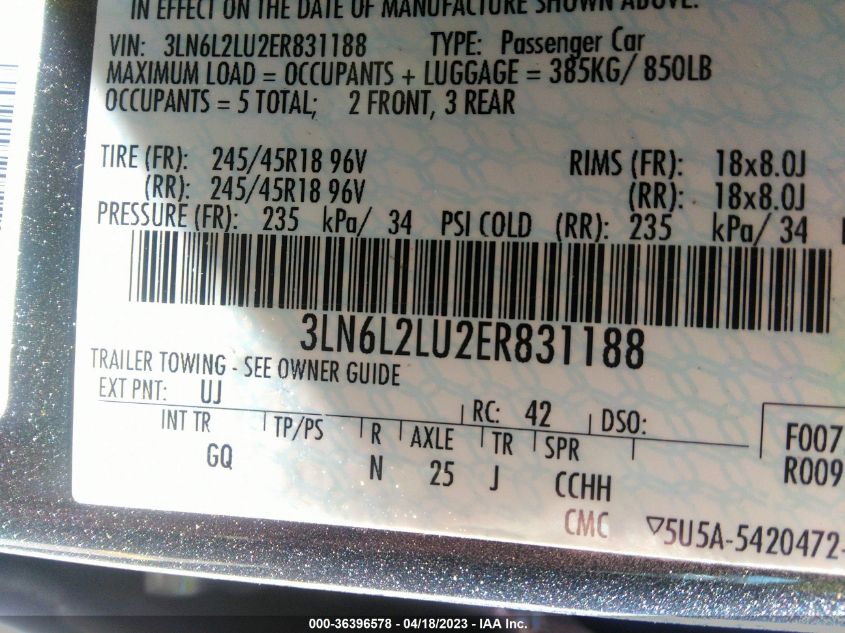 IN EFFECT ON THE DATE OF MANUFACTURE SHOWN ABOVE.
VIN: 3LN6L2LU2ER831188 TYPE: Passenger Car
MAXIMUM LOAD = OCCUPANTS + LUGGAGE = 385KG/ 850LB
OCCUPANTS = 5 TOTAL; 2 FRONT, 3 REAR
TIRE (FR): 245/45R18 96V RIMS (FR): 18x8.0J
(RR): 245/45R18 96V (RR): 18x8.0J
PRESSURE (FR): 235 kPa/ 34 PSI COLD (RR): 235 kPa/ 34
3LN6L2LU2ER831188
TRAILER TOWING - SEE OWNER GUIDE
EXT PNT: UJ RC: 42 DSO:
INT TR TP/PS R AXLE TR SPR F007
GQ N 25 J CCHH R009
CMC ▽5U5A-5420472-
000-36396578 — 04/18/2023 — IAA Inc.